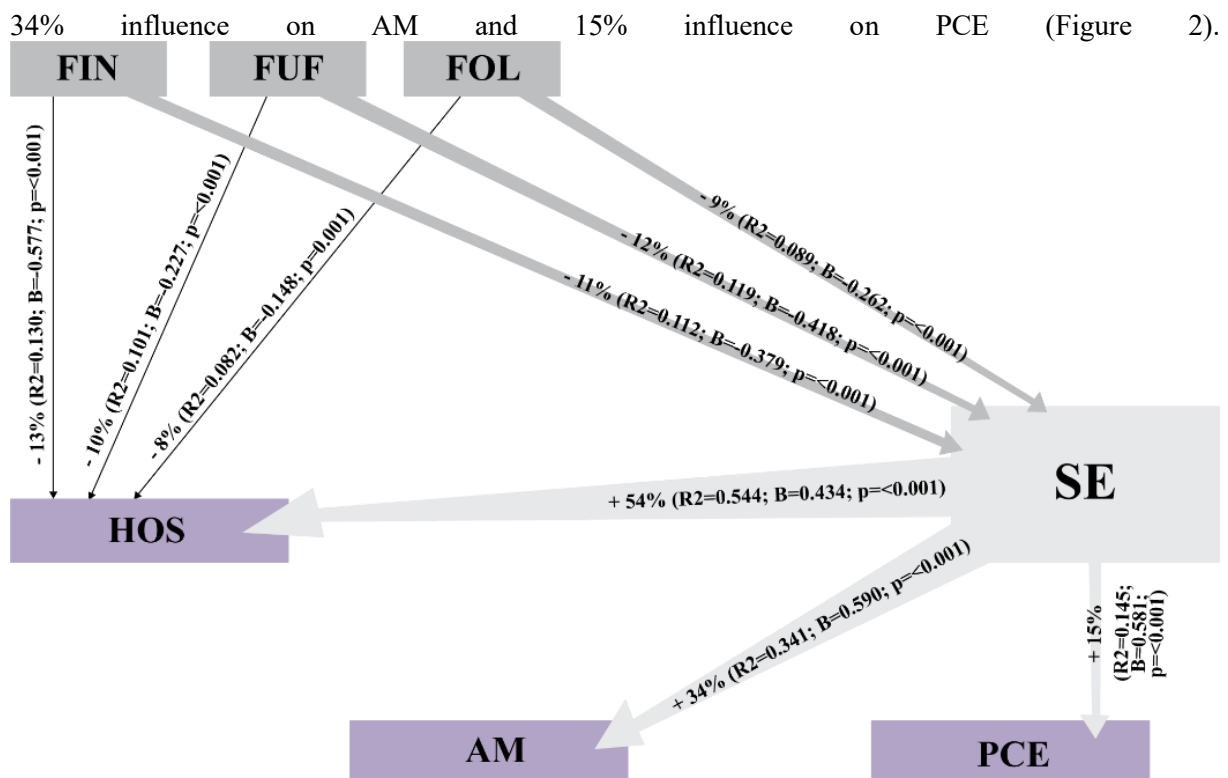 34% influence on AM and 15% influence on PCE (Figure 2).
FIN
FUF
FOL
- 13% (R2=0.130; B=-0.577; p=<0.001)
- 10% (R2=0.101; B=-0.227; p=<0.001)
- 8% (R2=0.082; B=-0.148; p=0.001)
- 9% (R2=0.089; B=-0.262; p=<0.001)
- 12% (R2=0.119; B=-0.418; p=<0.001)
- 11% (R2=0.112; B=-0.379; p=<0.001)
SE
+ 54% (R2=0.544; B=0.434; p=<0.001)
HOS
+ 34% (R2=0.341; B=0.590; p=<0.001)
+ 15%
(R2=0.145;
B=0.581;
p=<0.001)
AM
PCE